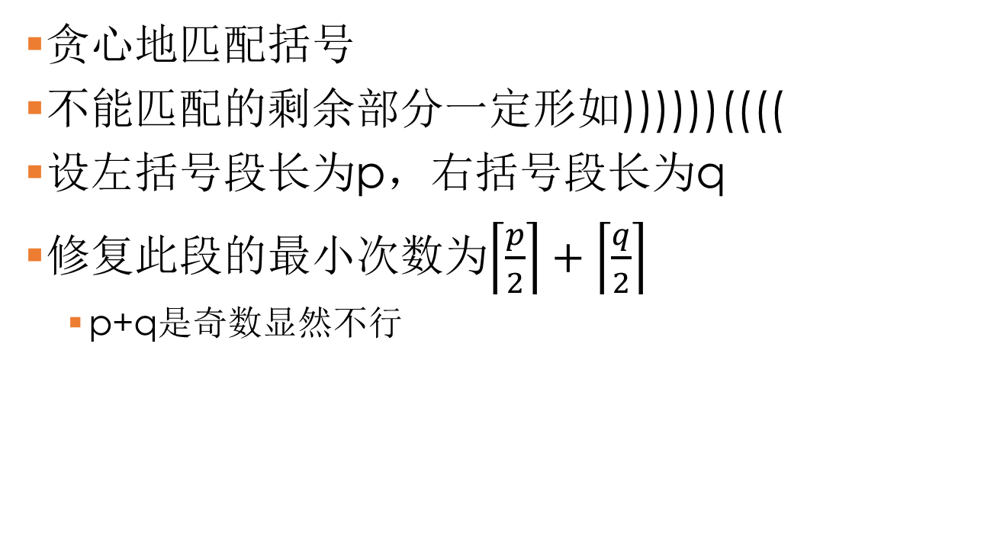 贪心地匹配括号
不能匹配的剩余部分一定形如))))))((((
设左括号段长为p，右括号段长为q
修复此段的最小次数为⌈p/2⌉ + ⌈q/2⌉
p+q是奇数显然不行